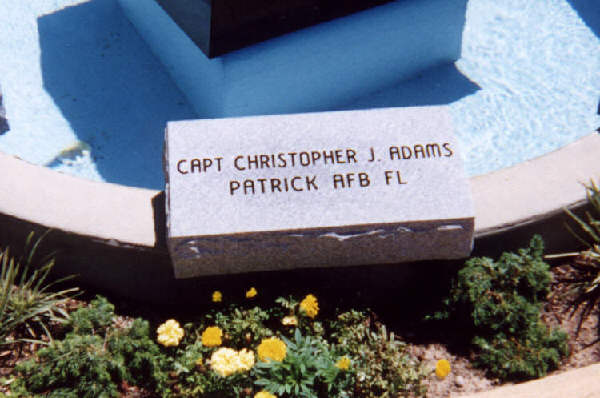 CAPT CHRISTOPHER J. ADAMS
PATRICK AFB FL